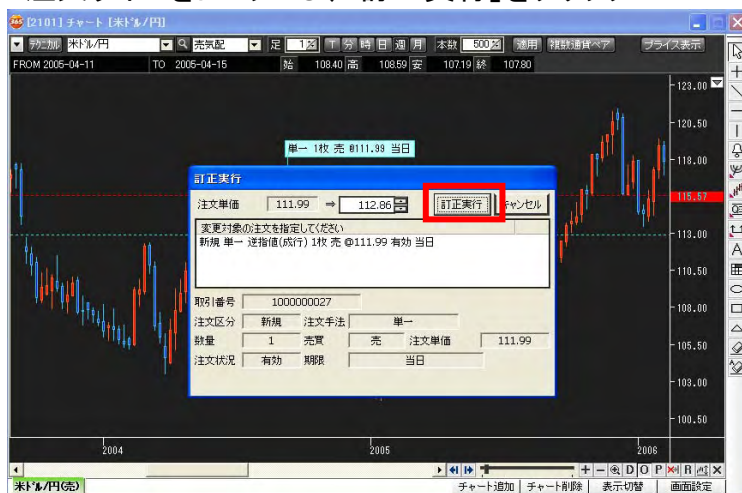 [2101] チャート [米ドル/円]
テクニカル 米ドル/円 売気配 足 1 T 分 時 日 週 月 本数 500 適用 複数通貨ペア プライス表示
FROM 2005-04-11 TO 2005-04-15 始 108.40 高 108.59 安 107.19 終 107.80
123.00
120.50
単一 1枚 売 @111.99 当日
118.00
訂正実行
注文単価 111.99 ⇒ 112.86 訂正実行 キャンセル
115.57
変更対象の注文を指定してください
新規 単一 逆指値(成行) 1枚 売 @111.99 有効 当日
113.00
110.50
取引番号 1000000027
108.00
注文区分 新規 注文手法 単一
数量 1 売買 売 注文単価 111.99
105.50
注文状況 有効 期限 当日
103.00
100.50
2004 2005 2006
D O P R
米ドル/円(売) チャート追加 チャート削除 表示切替 画面設定